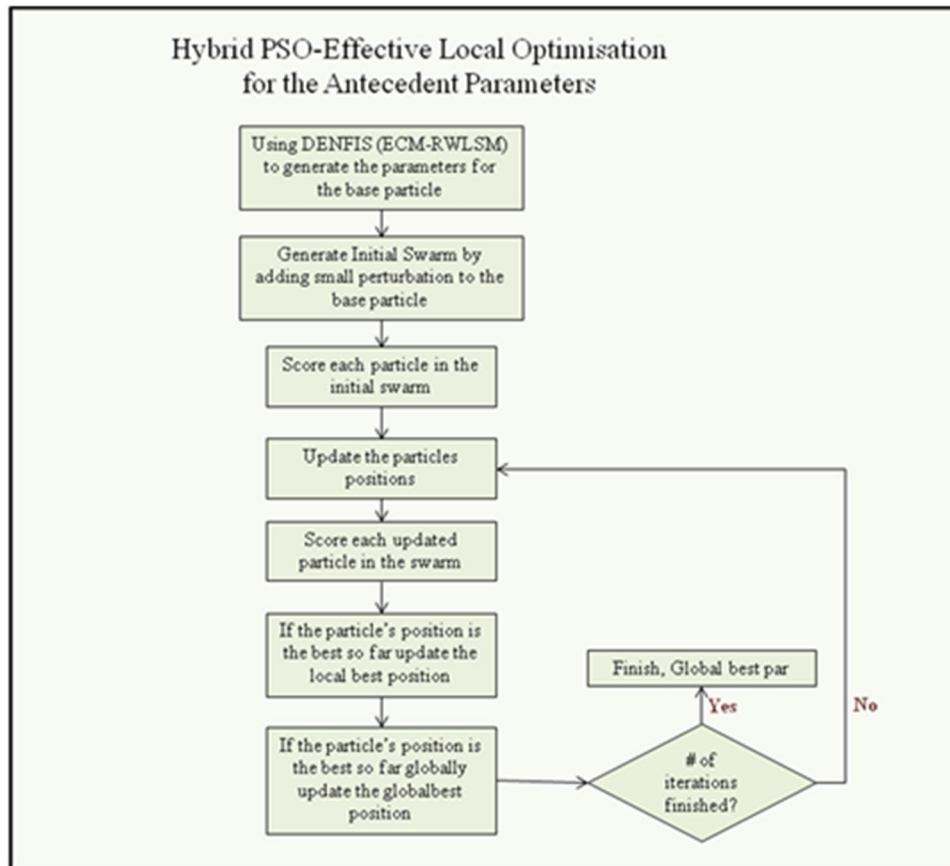 Hybrid PSO-Effective Local Optimisation
for the Antecedent Parameters
Using DENFIS (ECM-RWLSM)
to generate the parameters for
the base particle
Generate Initial Swarm by
adding small perturbation to the
base particle
Score each particle in the
initial swarm
Update the particles
positions
Score each updated
particle in the swarm
If the particle's position is
the best so far update the
local best position
If the particle's position is
the best so far globally
update the globalbest
position
# of
iterations
finished?
Yes
Finish, Global best par
No